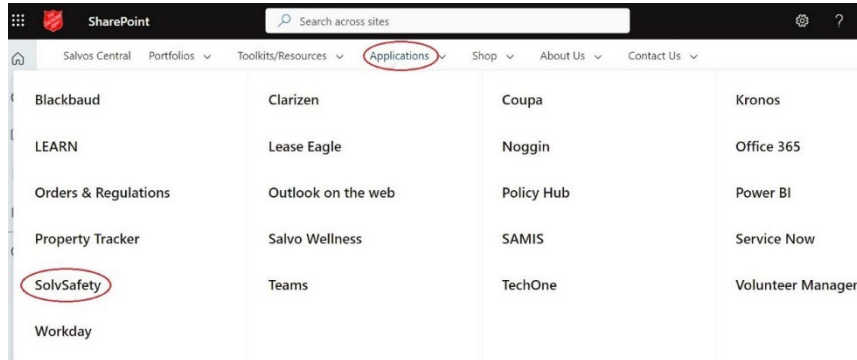 SharePoint Search across sites ?
Salvos Central Portfolios Toolkits/Resources Applications Shop About Us Contact Us
Blackbaud Clarizen Coupa Kronos
LEARN Lease Eagle Noggin Office 365
Orders & Regulations Outlook on the web Policy Hub Power BI
Property Tracker Salvo Wellness SAMIS Service Now
SolvSafety Teams TechOne Volunteer Manager
Workday